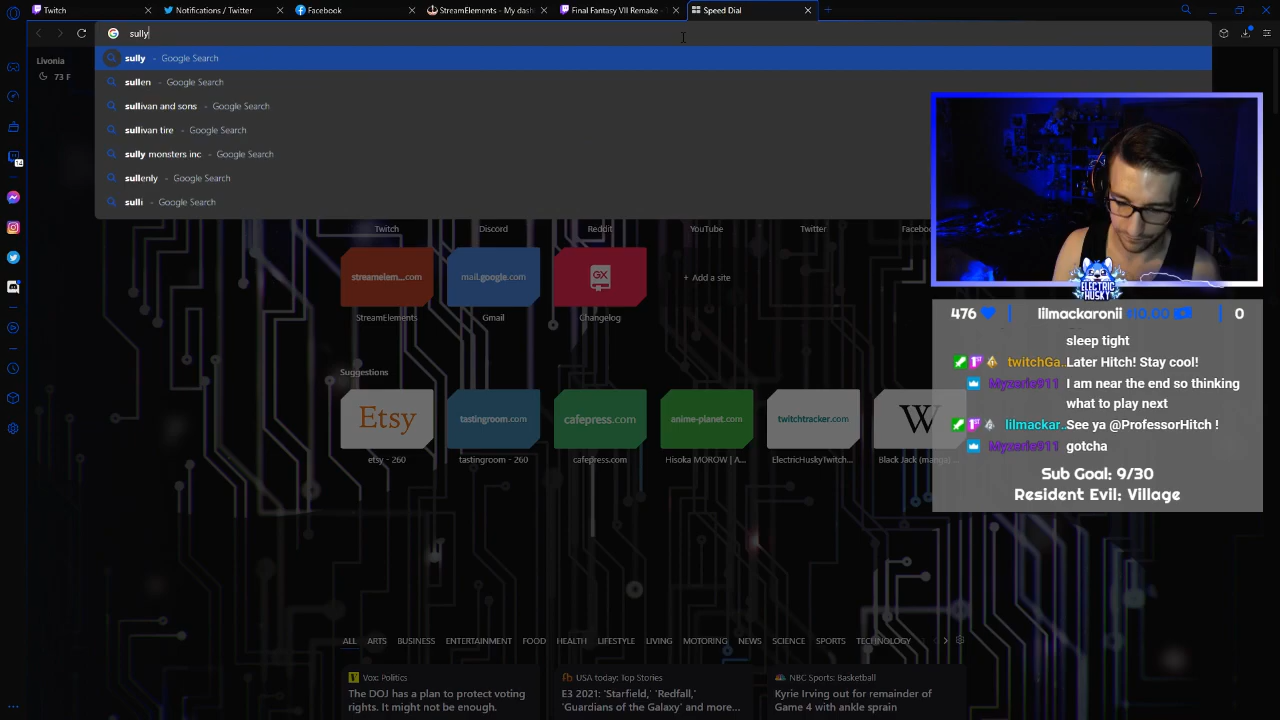 Twitch
Notifications / Twitter
Facebook
StreamElements - My dash
Final Fantasy VII Remake - T
Speed Dial
sully
Livonia
73 F
sully - Google Search
sullen - Google Search
sullivan and sons - Google Search
sullivan tire - Google Search
sully monsters inc - Google Search
sullenly - Google Search
sulli - Google Search
Twitch
Discord
Reddit
YouTube
Twitter
Facebook
streamelem...com
mail.google.com
GX
+ Add a site
StreamElements
Gmail
Changelog
Suggestions
Etsy
tastingroom.com
cafepress.com
anime-planet.com
twitchtracker.com
W
etsy - 260
tastingroom - 260
cafepress.com
Hisoka MOROW | A...
ElectricHuskyTwitch...
Black Jack (manga) ...
ALL ARTS BUSINESS ENTERTAINMENT FOOD HEALTH LIFESTYLE LIVING MOTORING NEWS SCIENCE SPORTS TECHNOLOGY
Vox: Politics
The DOJ has a plan to protect voting
rights. It might not be enough.
USA today: Top Stories
E3 2021: 'Starfield,' 'Redfall,'
'Guardians of the Galaxy' and more...
NBC Sports: Basketball
Kyrie Irving out for remainder of
Game 4 with ankle sprain
ELECTRIC
HUSKY
476 | lilmackaronii $10.00 | 0
sleep tight
twitchGa.. Later Hitch! Stay cool!
Myzerie911 I am near the end so thinking
what to play next
lilmackar.. See ya @ProfessorHitch !
Myzerie911 gotcha
Sub Goal: 9/30
Resident Evil: Village